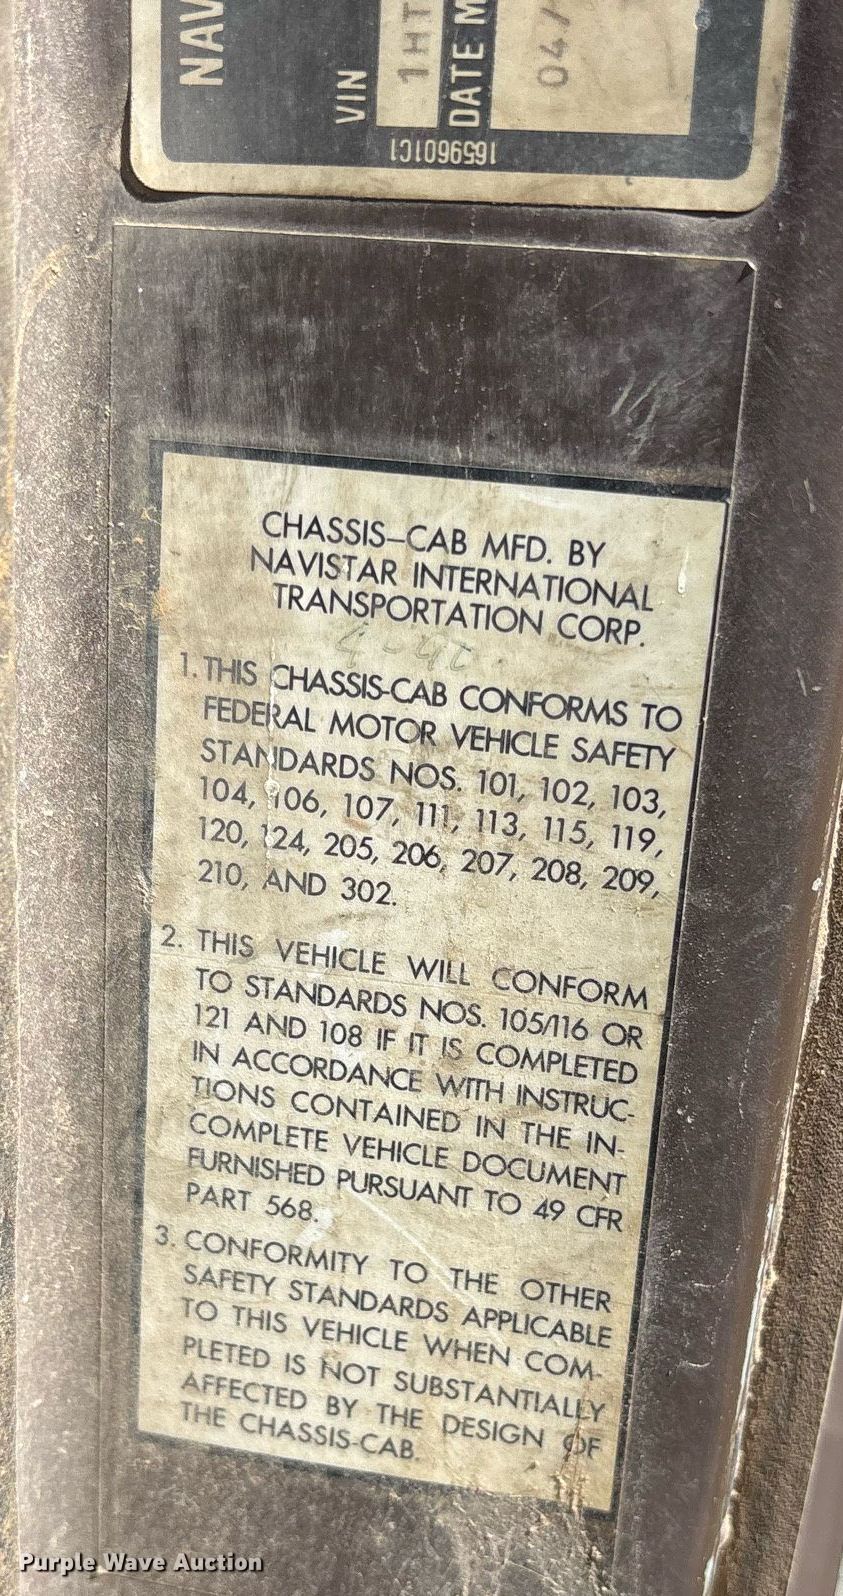 NAV
VIN
1HT
DATE M
04/
1659601C1
CHASSIS–CAB MFD. BY
NAVISTAR INTERNATIONAL
TRANSPORTATION CORP.
1. THIS CHASSIS-CAB CONFORMS TO
FEDERAL MOTOR VEHICLE SAFETY
STANDARDS NOS. 101, 102, 103,
104, 106, 107, 111, 113, 115, 119,
120, 124, 205, 206, 207, 208, 209,
210, AND 302.
2. THIS VEHICLE WILL CONFORM
TO STANDARDS NOS. 105/116 OR
121 AND 108 IF IT IS COMPLETED
IN ACCORDANCE WITH INSTRUC-
TIONS CONTAINED IN THE IN-
COMPLETE VEHICLE DOCUMENT
FURNISHED PURSUANT TO 49 CFR
PART 568.
3. CONFORMITY TO THE OTHER
SAFETY STANDARDS APPLICABLE
TO THIS VEHICLE WHEN COM-
PLETED IS NOT SUBSTANTIALLY
AFFECTED BY THE DESIGN OF
THE CHASSIS-CAB.
Purple Wave Auction